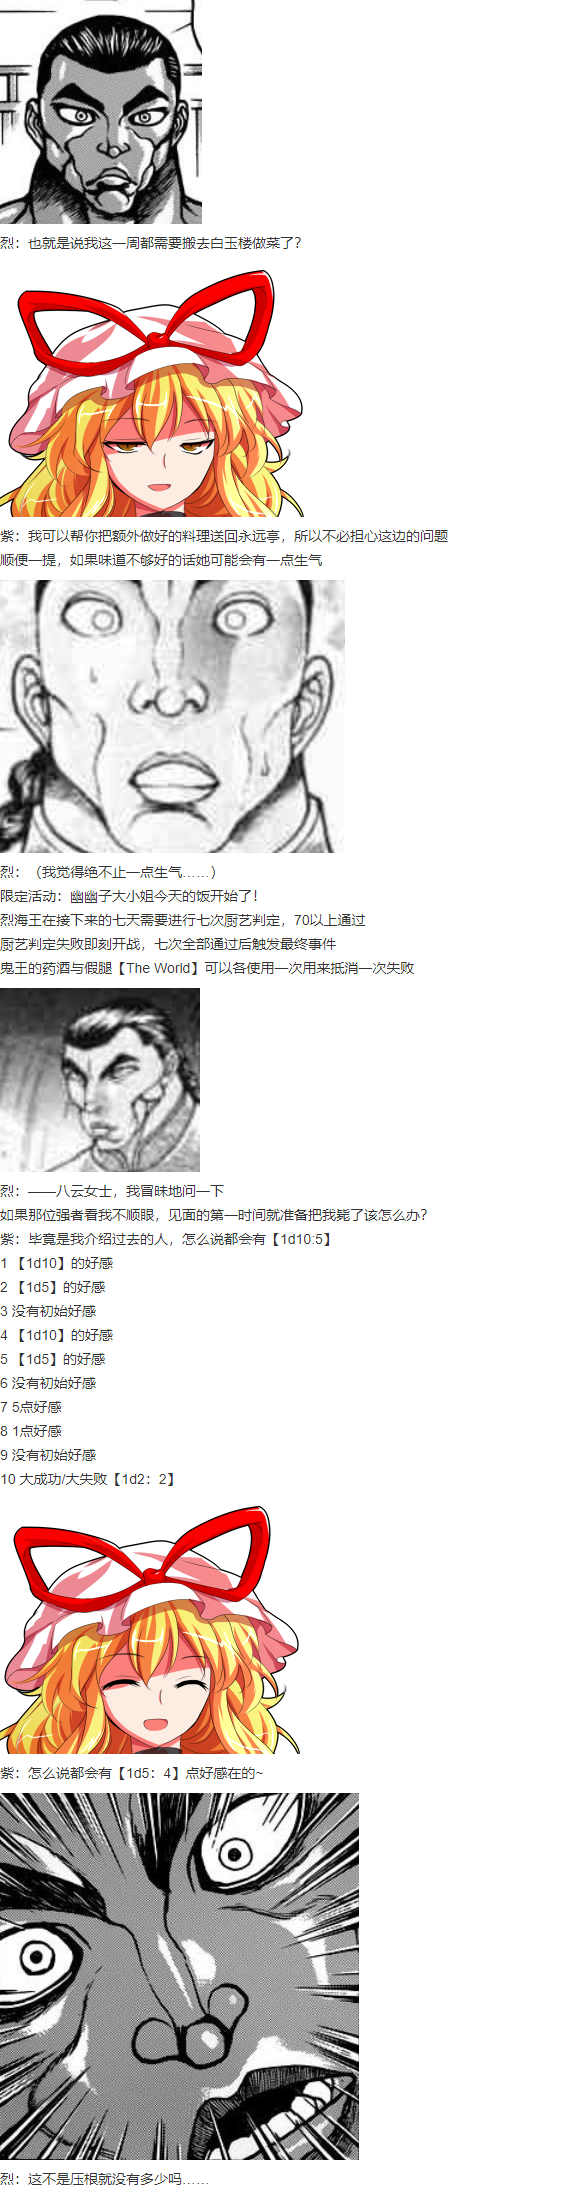 烈：也就是说我这一周都需要搬去白玉楼做菜了？
紫：我可以帮你把额外做好的料理送回永远亭，所以不必担心这边的问题
顺便一提，如果味道不够好的话她可能会有一点生气
烈：（我觉得绝不止一点生气……）
限定活动：幽幽子大小姐今天的饭开始了！
烈海王在接下来的七天需要进行七次厨艺判定，70以上通过
厨艺判定失败即刻开战，七次全部通过后触发最终事件
鬼王的药酒与假腿【The World】可以各使用一次用来抵消一次失败
烈：——八云女士，我冒昧地问一下
如果那位强者看我不顺眼，见面的第一时间就准备把我毙了该怎么办？
紫：毕竟是我介绍过去的人，怎么说都会有【1d10:5】
1 【1d10】的好感
2 【1d5】的好感
3 没有初始好感
4 【1d10】的好感
5 【1d5】的好感
6 没有初始好感
7 5点好感
8 1点好感
9 没有初始好感
10 大成功/大失败【1d2：2】
紫：怎么说都会有【1d5：4】点好感在的~
烈：这不是压根就没有多少吗……